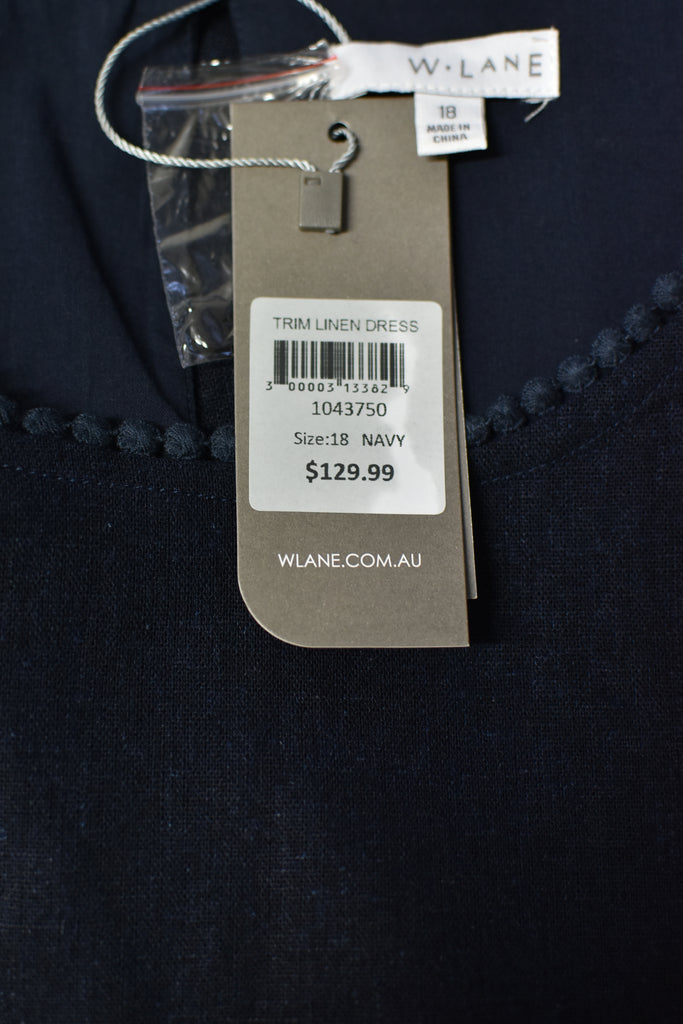 W·LANE
18
MADE IN
CHINA
TRIM LINEN DRESS
3 00003 13382 9
1043750
Size:18 NAVY
$129.99
WLANE.COM.AU